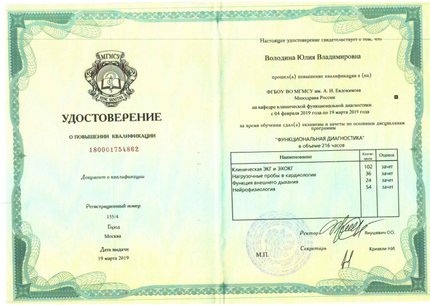 МГМСУ
УДОСТОВЕРЕНИЕ
О ПОВЫШЕНИИ КВАЛИФИКАЦИИ
180001754862
Документ о квалификации
Регистрационный номер
135/4
Город
Москва
Дата выдачи
19 марта 2019
Настоящее удостоверение свидетельствует о том, что
Володина Юлия Владимировна
прошел(а) повышение квалификации в (на)
ФГБОУ ВО МГМСУ им. А. И. Евдокимова
Минздрава России
на кафедре клинической функциональной диагностики
с 04 февраля 2019 года по 19 марта 2019 года
за время обучения сдал(а) экзамены и зачеты по основным дисциплинам
программы
"ФУНКЦИОНАЛЬНАЯ ДИАГНОСТИКА"
в объеме 216 часов
Наименование Оценка
Клиническая ЭКГ и ЭХОКГ 102 зачет
Нагрузочные пробы в кардиологии 36 зачет
Функция внешнего дыхания 24 зачет
Нейрофизиология 54 зачет
Ректор
Секретарь
М.П.